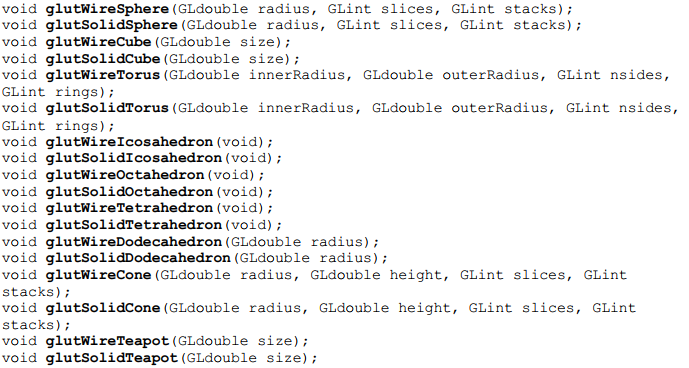 void glutWireSphere(GLdouble radius, GLint slices, GLint stacks);
void glutSolidSphere(GLdouble radius, GLint slices, GLint stacks);
void glutWireCube(GLdouble size);
void glutSolidCube(GLdouble size);
void glutWireTorus(GLdouble innerRadius, GLdouble outerRadius, GLint nsides,
GLint rings);
void glutSolidTorus(GLdouble innerRadius, GLdouble outerRadius, GLint nsides,
GLint rings);
void glutWireIcosahedron(void);
void glutSolidIcosahedron(void);
void glutWireOctahedron(void);
void glutSolidOctahedron(void);
void glutWireTetrahedron(void);
void glutSolidTetrahedron(void);
void glutWireDodecahedron(GLdouble radius);
void glutSolidDodecahedron(GLdouble radius);
void glutWireCone(GLdouble radius, GLdouble height, GLint slices, GLint
stacks);
void glutSolidCone(GLdouble radius, GLdouble height, GLint slices, GLint
stacks);
void glutWireTeapot(GLdouble size);
void glutSolidTeapot(GLdouble size);